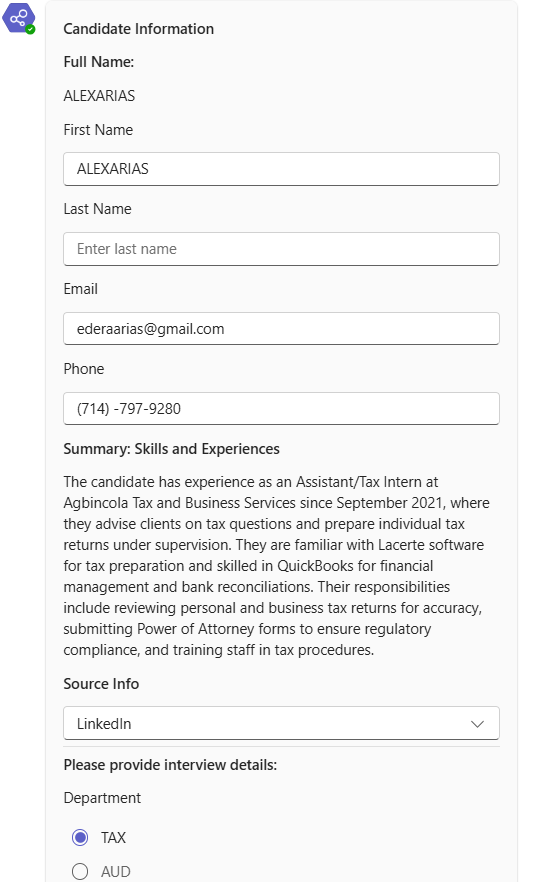 Candidate Information
Full Name:
ALEXARIAS
First Name
ALEXARIAS
Last Name
Enter last name
Email
ederaarias@gmail.com
Phone
(714) -797-9280
Summary: Skills and Experiences
The candidate has experience as an Assistant/Tax Intern at
Agbincola Tax and Business Services since September 2021, where
they advise clients on tax questions and prepare individual tax
returns under supervision. They are familiar with Lacerte software
for tax preparation and skilled in QuickBooks for financial
management and bank reconciliations. Their responsibilities
include reviewing personal and business tax returns for accuracy,
submitting Power of Attorney forms to ensure regulatory
compliance, and training staff in tax procedures.
Source Info
LinkedIn
Please provide interview details:
Department
TAX
AUD